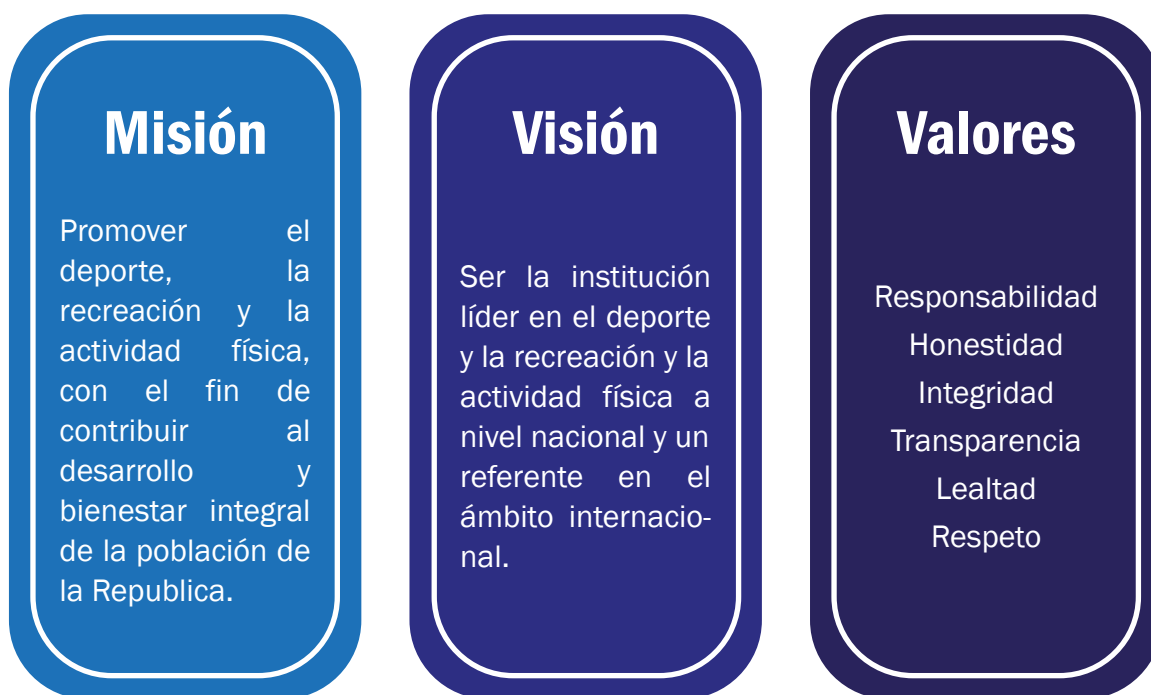 Misión
Promover el
deporte, la
recreación y la
actividad física,
con el fin de
contribuir al
desarrollo y
bienestar integral
de la población de
la Republica.
Visión
Ser la institución
líder en el deporte
y la recreación y la
actividad física a
nivel nacional y un
referente en el
ámbito internacio-
nal.
Valores
Responsabilidad
Honestidad
Integridad
Transparencia
Lealtad
Respeto